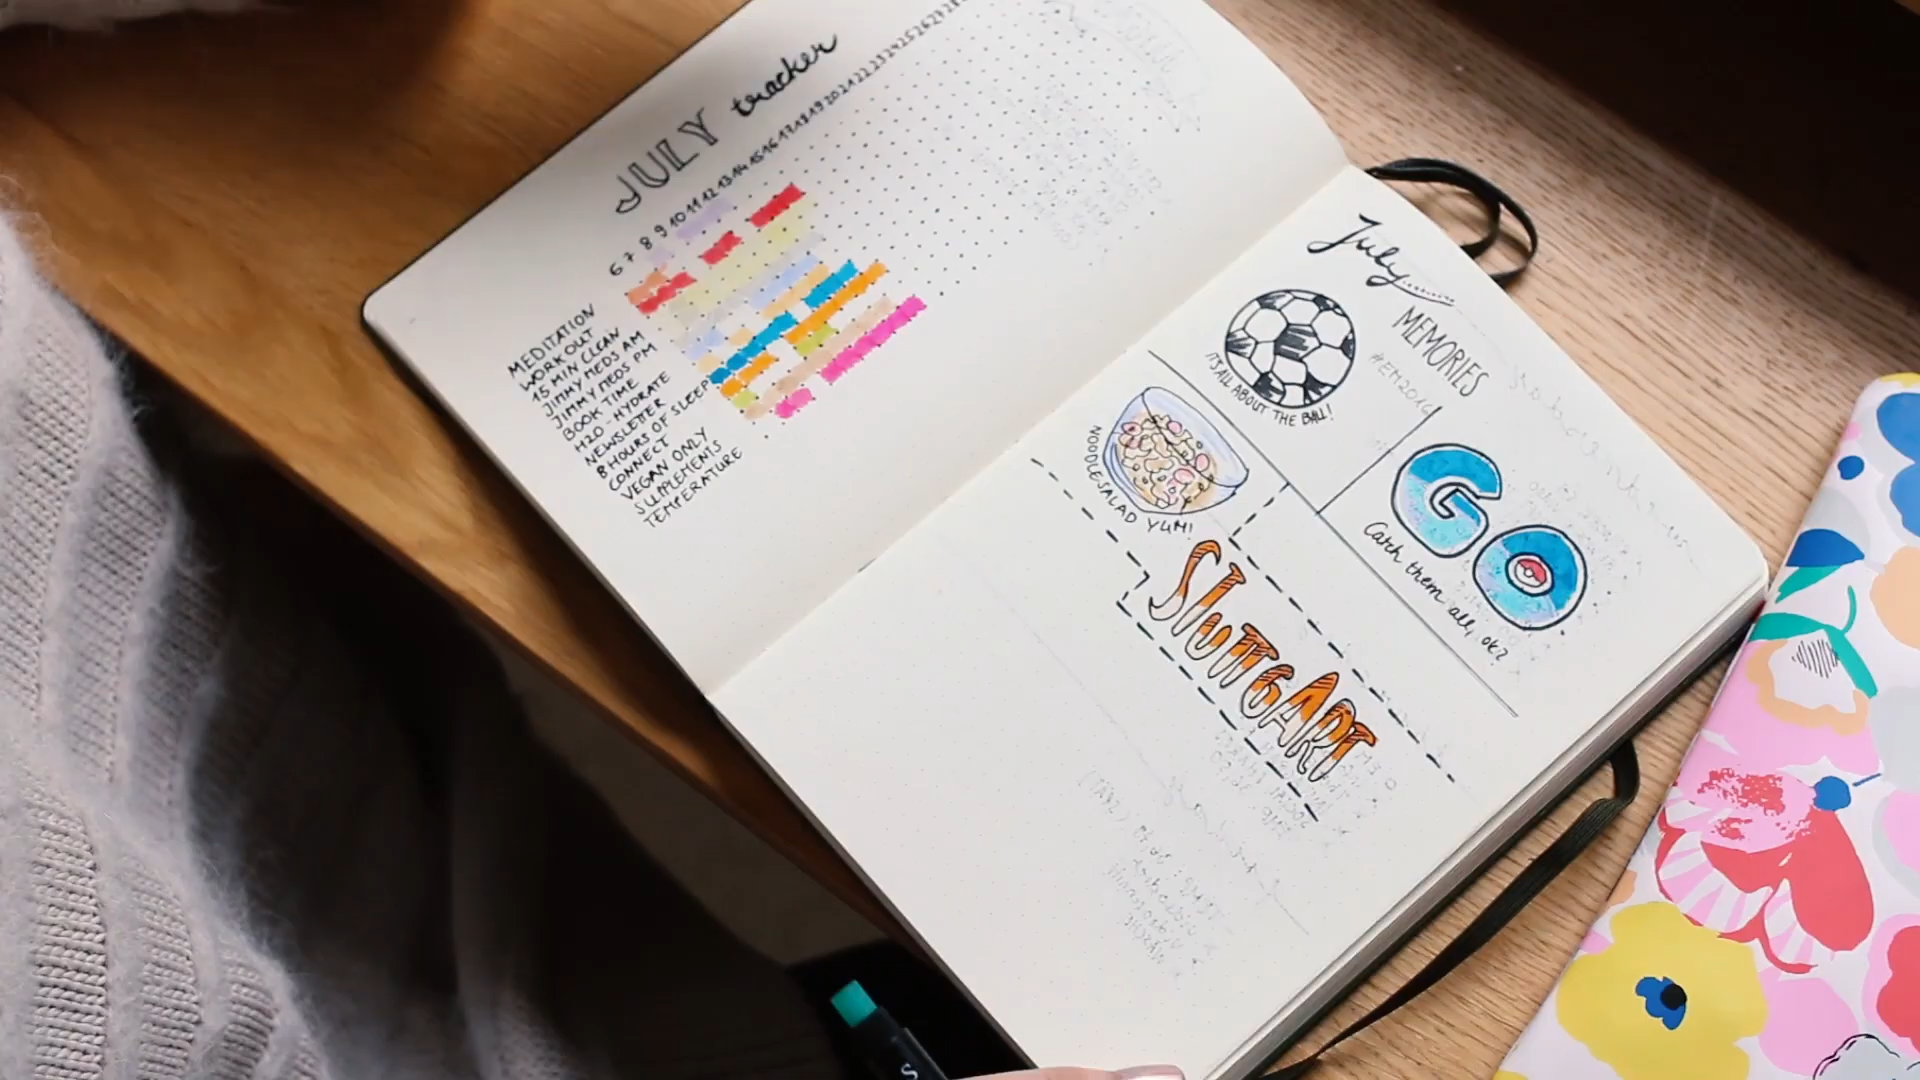 JULY tracker
6 7 8 9 10 11 12 13 14 15 16 17 18 19 20 21 22 23 24 25 26 27 28
MEDITATION
WORK OUT
15 MIN CLEAN
JIMMY MEDS AM
JIMMY MEDS PM
BOOK TIME
H2O - HYDRATE
NEWSLETTER
8 HOURS OF SLEEP
CONNECT
VEGAN ONLY
SUPPLEMENTS
TEMPERATURE
July
MEMORIES
IT'S ALL ABOUT THE BALL!
#EM2016
NOODLESALAD YUM!
GO
Catch them all, ok?
STUTTGART
S